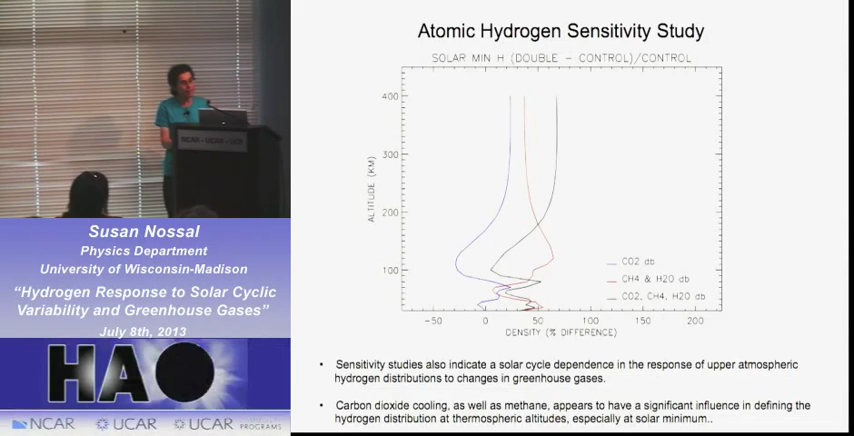 NCAR · UCAR · UOP
Susan Nossal
Physics Department
University of Wisconsin-Madison
"Hydrogen Response to Solar Cyclic
Variability and Greenhouse Gases"
July 8th, 2013
HAO
NCAR
UCAR
UCAR PROGRAMS
Atomic Hydrogen Sensitivity Study
SOLAR MIN H (DOUBLE - CONTROL)/CONTROL
ALTITUDE (KM)
400
300
200
100
CO2 db
CH4 & H2O db
CO2, CH4, H2O db
-50
0
50
100
150
200
DENSITY (% DIFFERENCE)
• Sensitivity studies also indicate a solar cycle dependence in the response of upper atmospheric
hydrogen distributions to changes in greenhouse gases.
• Carbon dioxide cooling, as well as methane, appears to have a significant influence in defining the
hydrogen distribution at thermospheric altitudes, especially at solar minimum..